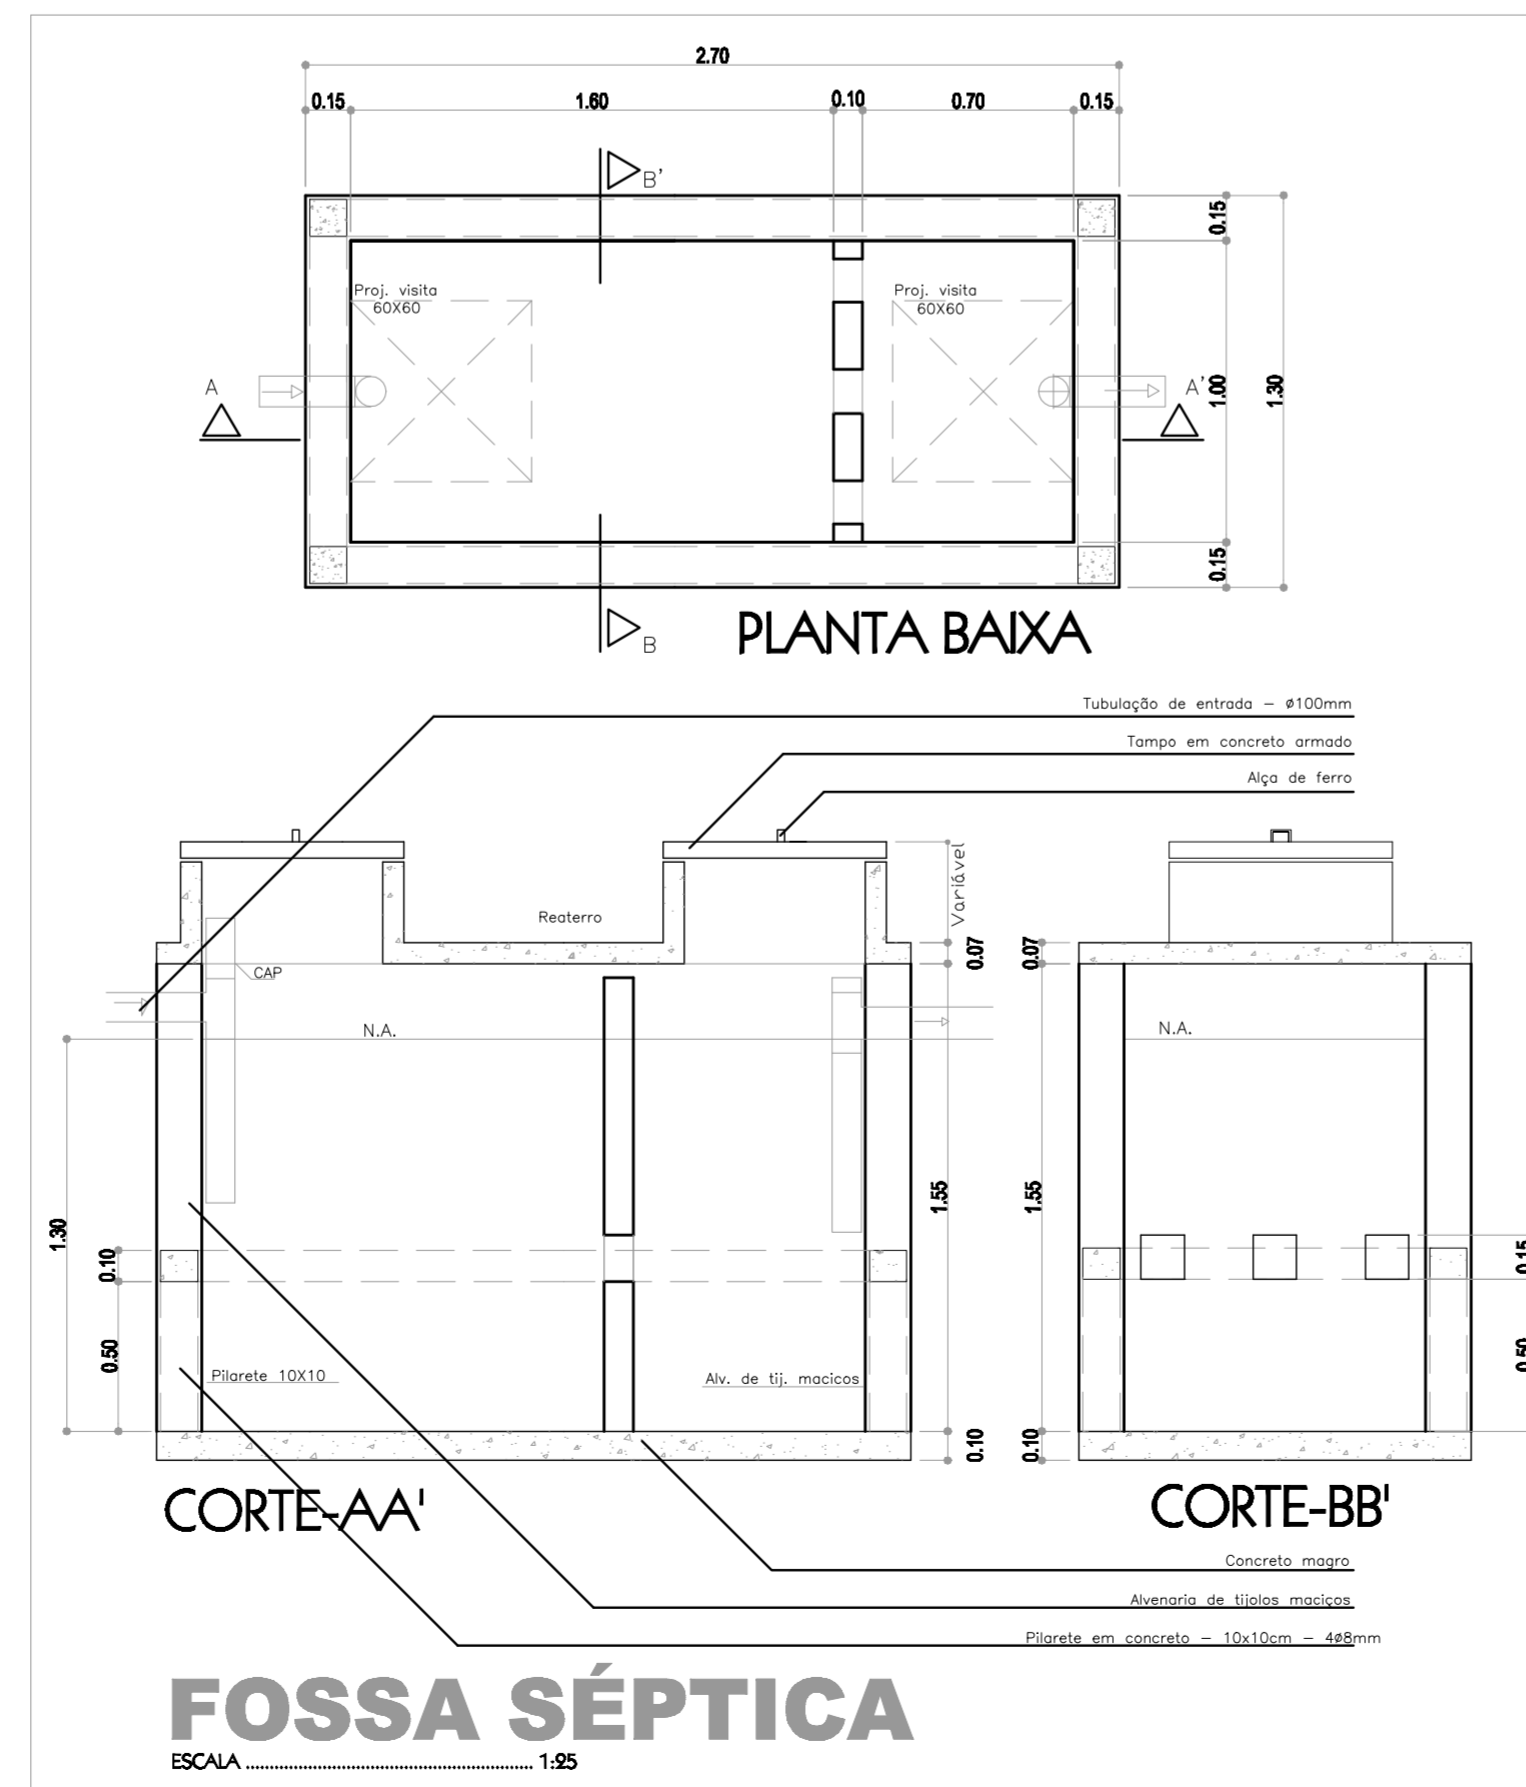 2.70
0.15 1.60 0.10 0.70 0.15
B'
0.15
Proj. visita
60X60
Proj. visita
60X60
A
A'
1.00
1.30
0.15
B
PLANTA BAIXA
Tubulação de entrada - ø100mm
Tampo em concreto armado
Alça de ferro
Variável
Reaterro
0.07
0.07
CAP
N.A.
N.A.
1.55
1.55
1.30
0.10
0.15
0.50
0.50
Pilarete 10X10
Alv. de tij. macicos
0.10
0.10
CORTE-AA'
CORTE-BB'
Concreto magro
Alvenaria de tijolos maciços
Pilarete em concreto - 10x10cm - 4ø8mm
FOSSA SÉPTICA
ESCALA ............................................................. 1:25